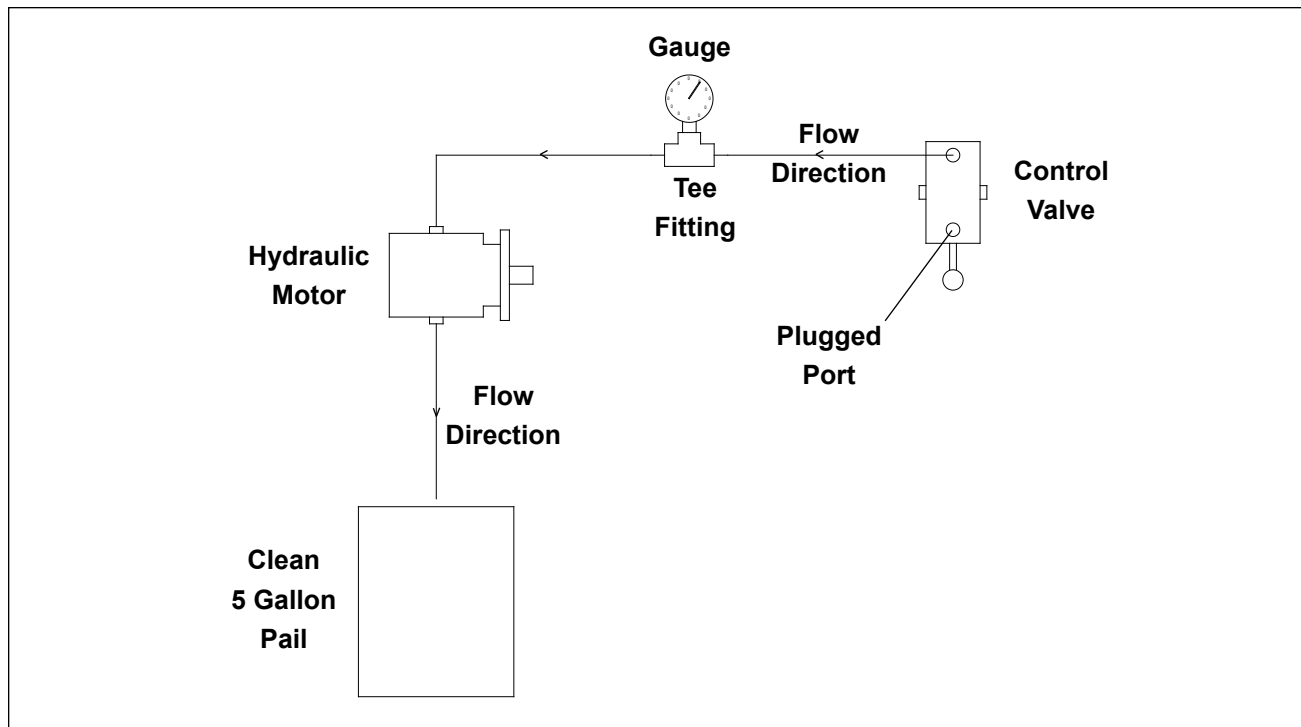 Gauge
Flow
Direction
Control
Valve
Tee
Fitting
Hydraulic
Motor
Plugged
Port
Flow
Direction
Clean
5 Gallon
Pail